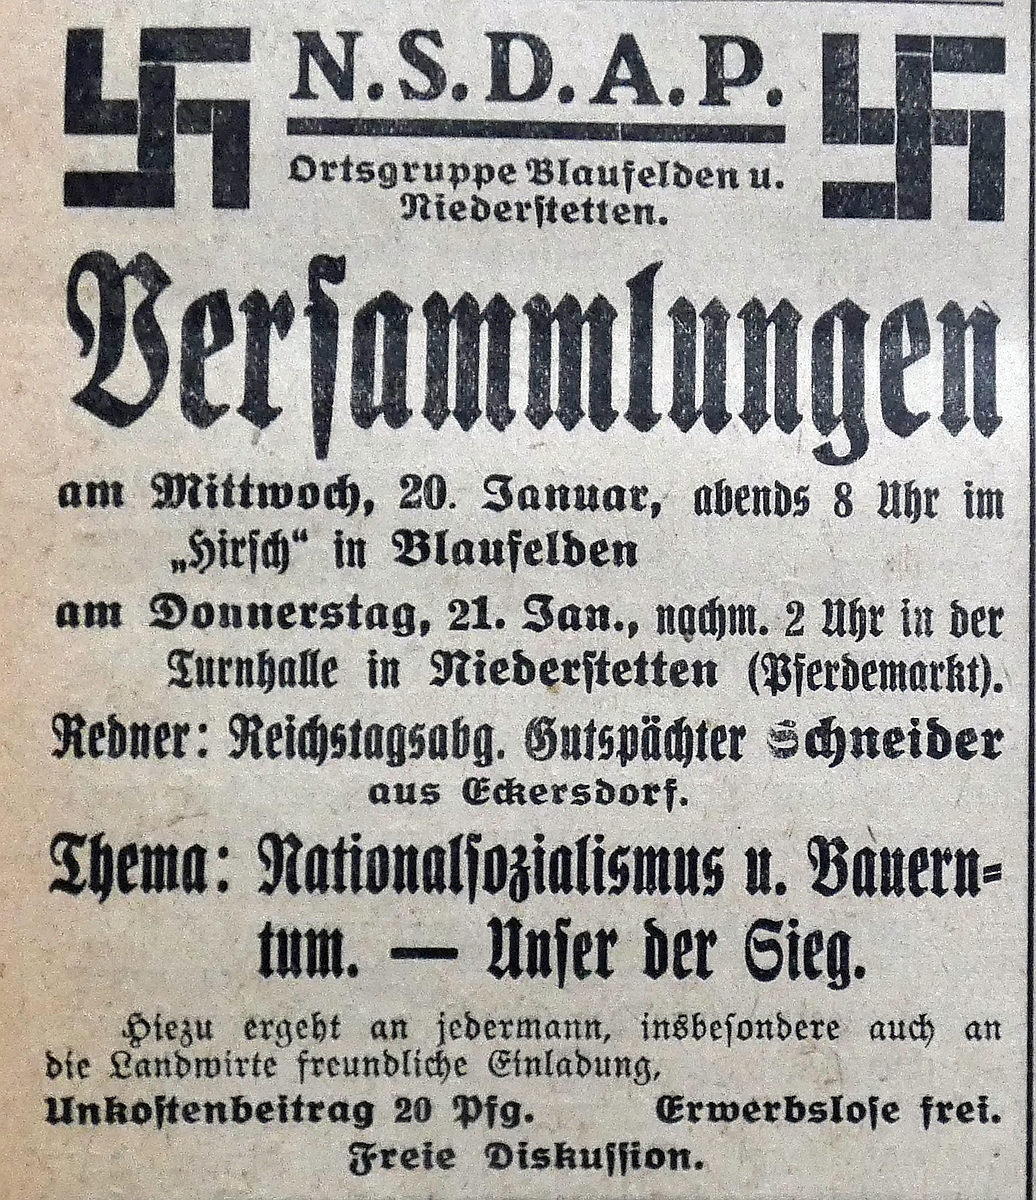 N.S.D.A.P.
Ortsgruppe Blaufelden u.
Niederstetten.
Versammlungen
am Mittwoch, 20. Januar, abends 8 Uhr im
„Hirsch“ in Blaufelden
am Donnerstag, 21. Jan., nachm. 2 Uhr in der
Turnhalle in Niederstetten (Pferdemarkt).
Redner: Reichstagsabg. Gutspächter Schneider
aus Eckersdorf.
Thema: Nationalsozialismus u. Bauern-
tum. — Unser der Sieg.
Hiezu ergeht an jedermann, insbesondere auch an
die Landwirte freundliche Einladung,
Unkostenbeitrag 20 Pfg. Erwerbslose frei.
Freie Diskussion.